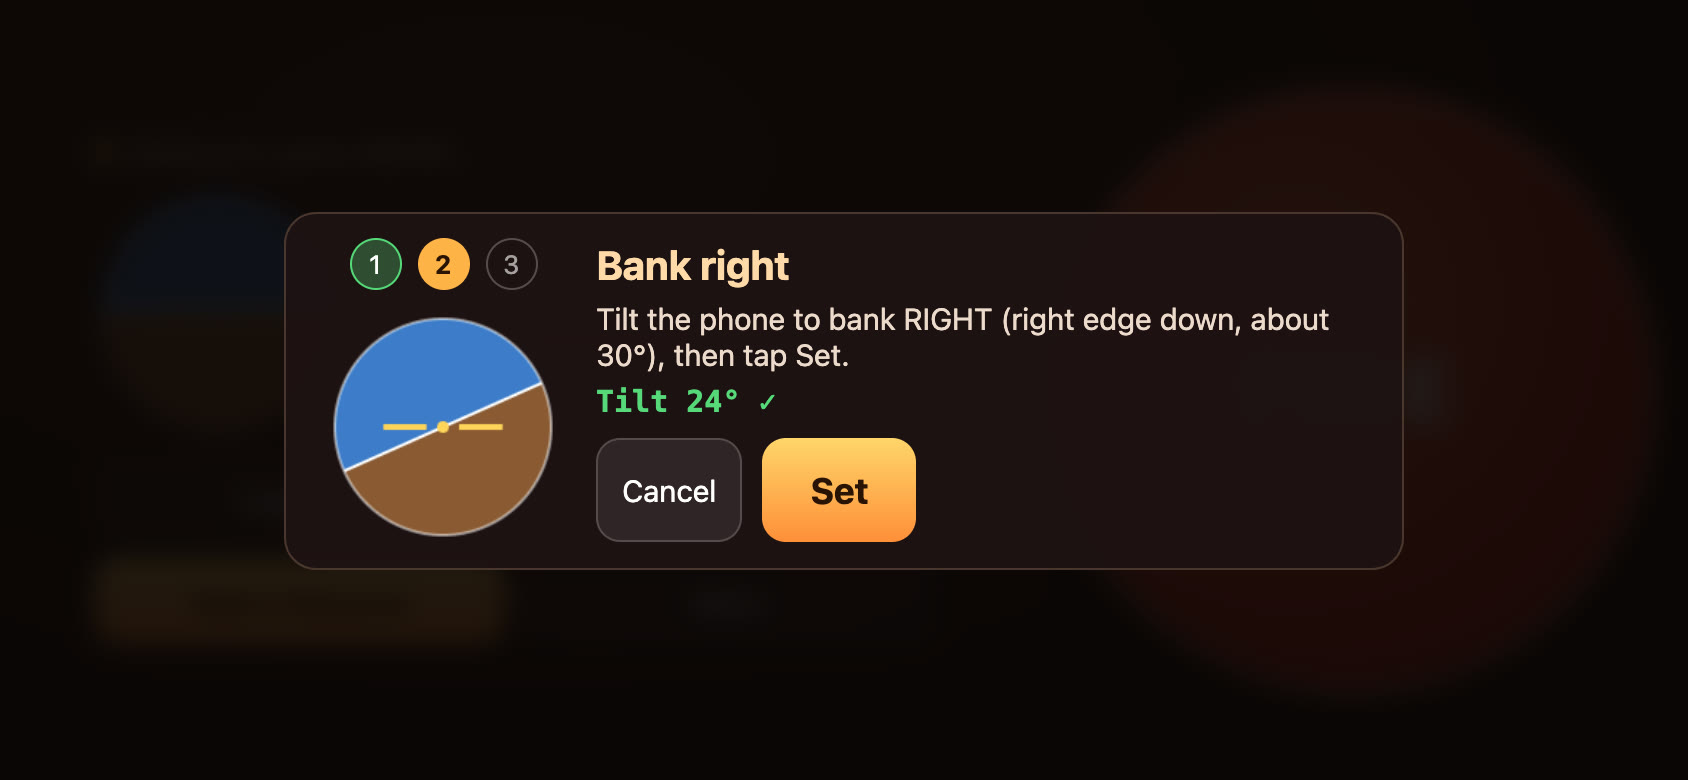 1 2 3
Bank right
Tilt the phone to bank RIGHT (right edge down, about
30°), then tap Set.
Tilt 24° ✓
Cancel Set